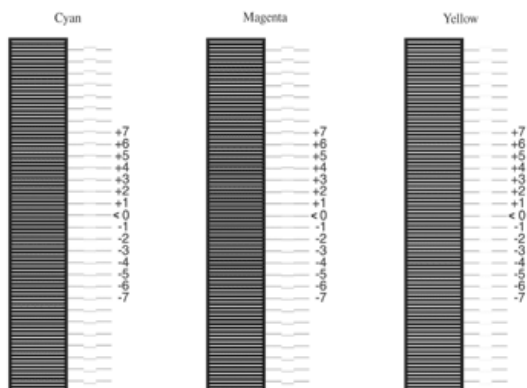 Cyan Magenta Yellow
+7 +7 +7
+6 +6 +6
+5 +5 +5
+4 +4 +4
+3 +3 +3
+2 +2 +2
+1 +1 +1
<0 <0 <0
-1 -1 -1
-2 -2 -2
-3 -3 -3
-4 -4 -4
-5 -5 -5
-6 -6 -6
-7 -7 -7